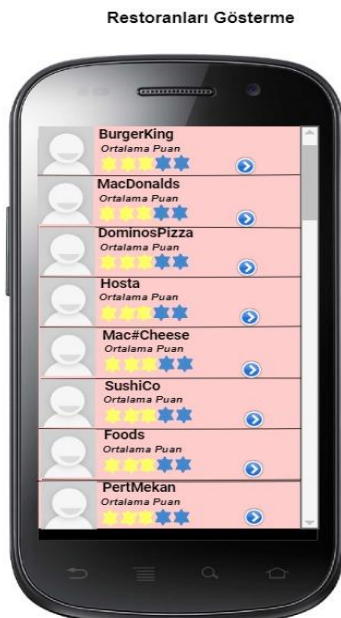 Restoranları Gösterme
BurgerKing
Ortalama Puan
MacDonalds
Ortalama Puan
DominosPizza
Ortalama Puan
Hosta
Ortalama Puan
Mac#Cheese
Ortalama Puan
SushiCo
Ortalama Puan
Foods
Ortalama Puan
PertMekan
Ortalama Puan